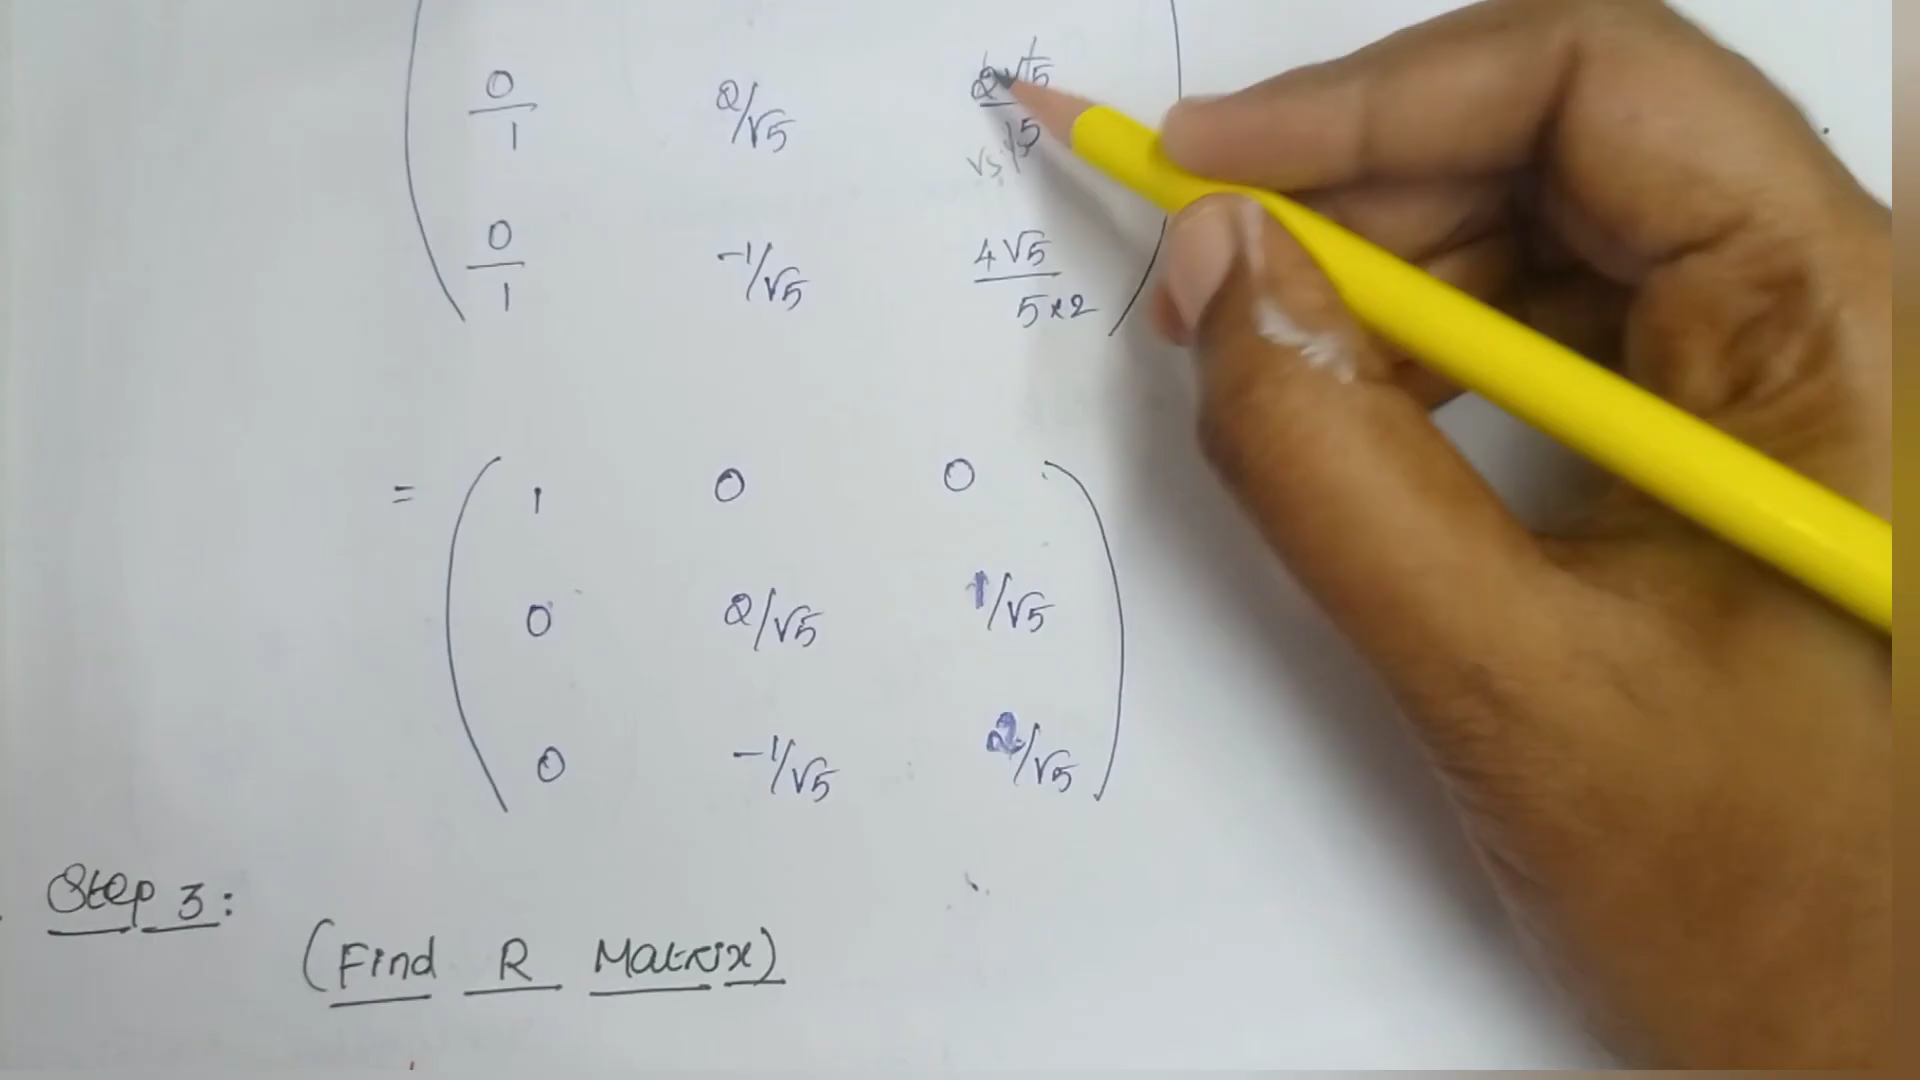 0/1 2/√5 2√5/
0/1 -1/√5 4√5/5×2
= ( 1 0 0 )
0 2/√5 1/√5
0 -1/√5 2/√5
Step 3:
(Find R Matrix)